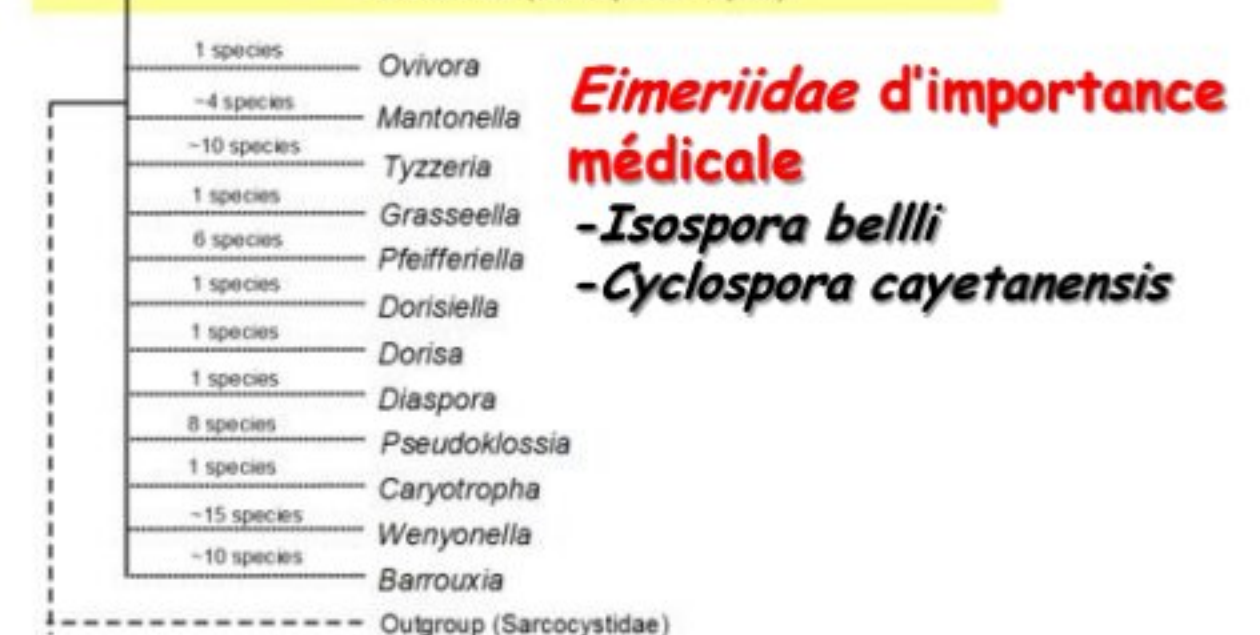 1 species
Ovivora
~4 species
Mantonella
~10 species
Tyzzeria
1 species
Grasseella
6 species
Pfeifferiella
1 species
Dorisiella
1 species
Dorisa
1 species
Diaspora
8 species
Pseudoklossia
1 species
Caryotropha
~15 species
Wenyonella
~10 species
Barrouxia
Outgroup (Sarcocystidae)
Eimeriidae d'importance
médicale
-Isospora bellli
-Cyclospora cayetanensis